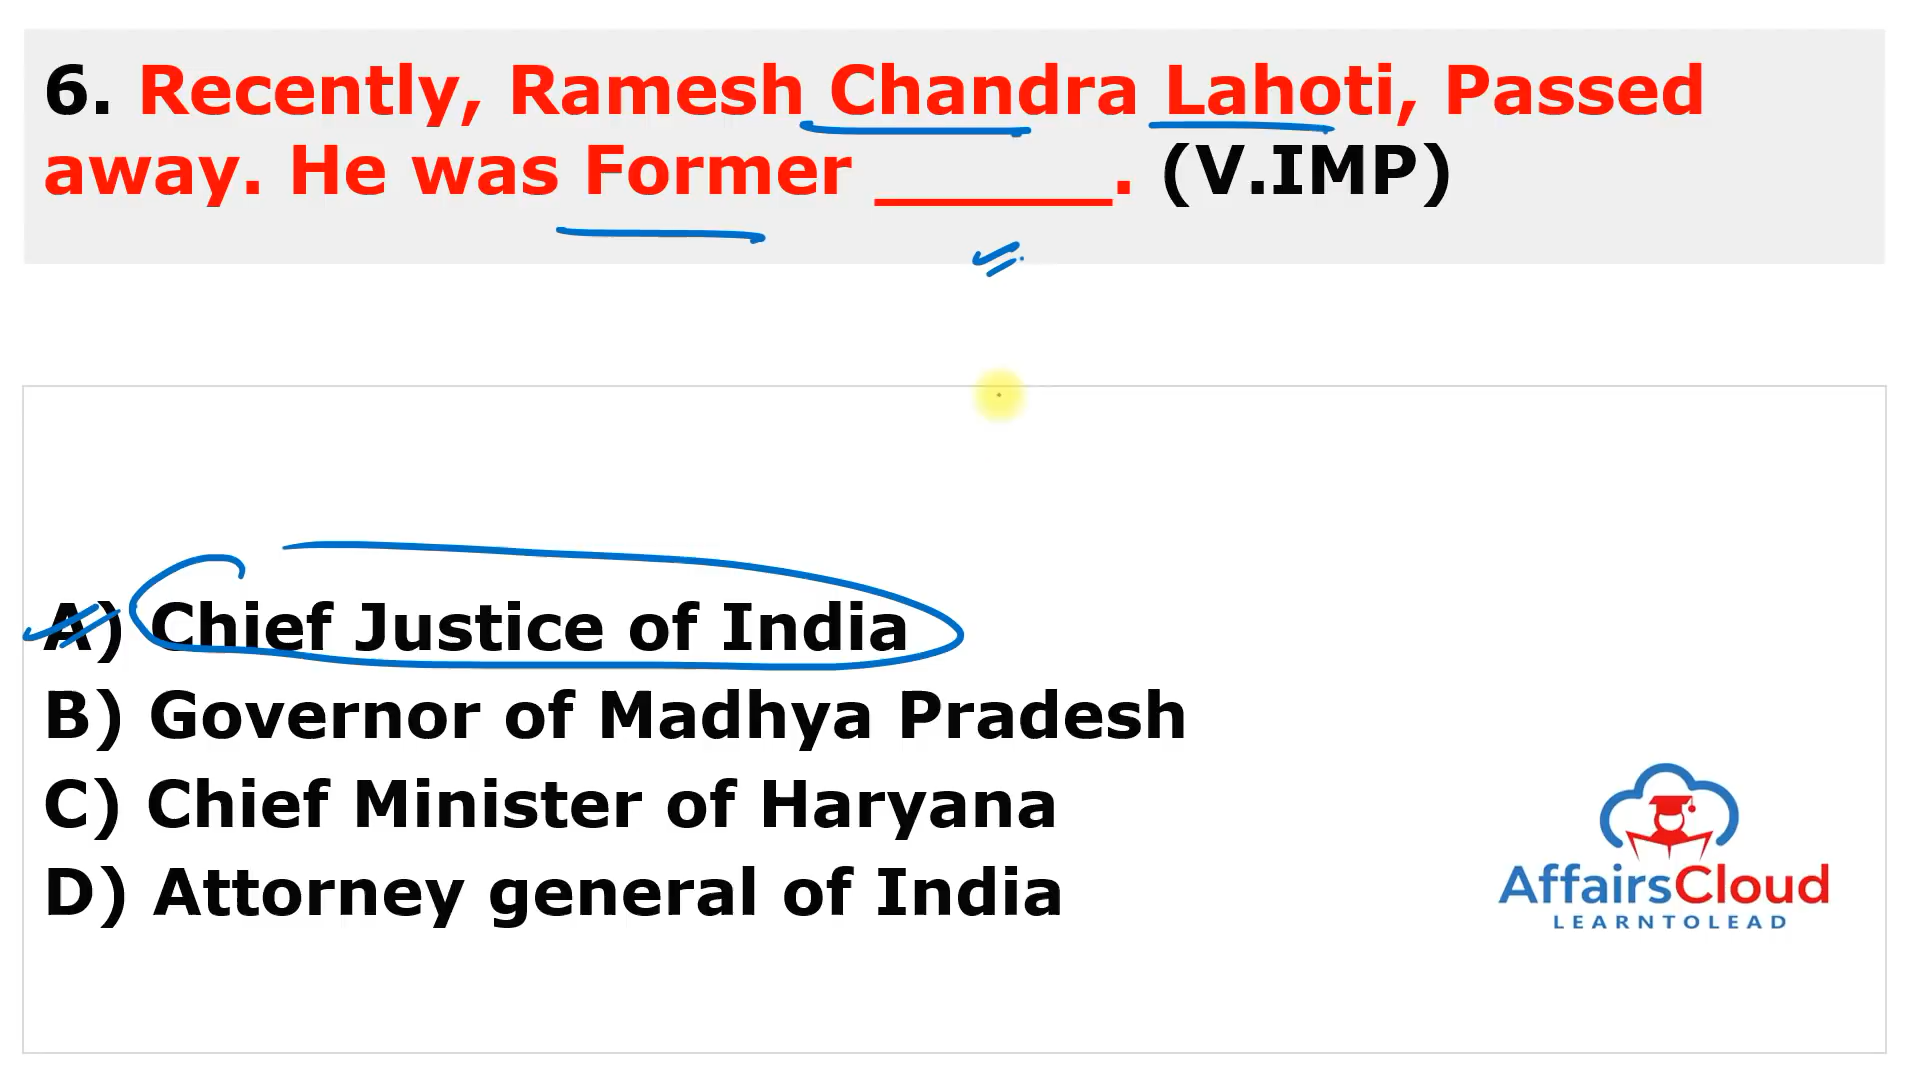 6. Recently, Ramesh Chandra Lahoti, Passed
away. He was Former ______. (V.IMP)
A) Chief Justice of India
B) Governor of Madhya Pradesh
C) Chief Minister of Haryana
D) Attorney general of India
AffairsCloud
LEARNTOLEAD